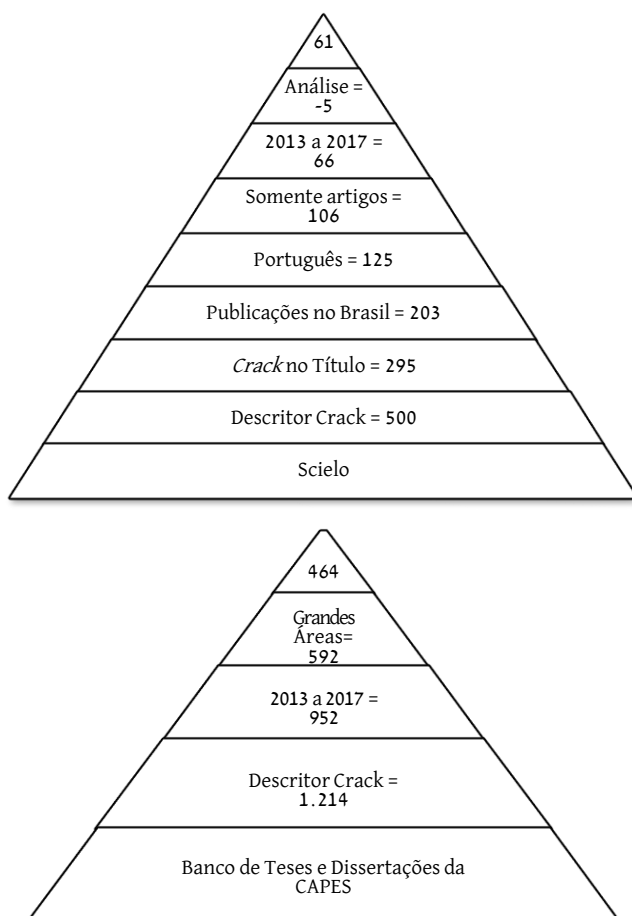 61
Análise =
-5
2013 a 2017 =
66
Somente artigos =
106
Português = 125
Publicações no Brasil = 203
Crack no Título = 295
Descritor Crack = 500
Scielo
464
Grandes
Áreas=
592
2013 a 2017 =
952
Descritor Crack =
1.214
Banco de Teses e Dissertações da
CAPES